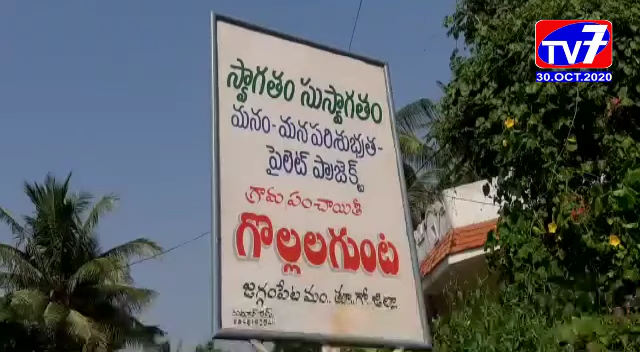 TV7
30.OCT.2020
స్వాగతం సుస్వాగతం
మనం-మన పరిశుభ్రత-
పైలెట్ ప్రాజెక్ట్
గ్రామ పంచాయితీ
గొల్లలగుంట
జగ్గంపేట మం. తూ.గో. జిల్లా